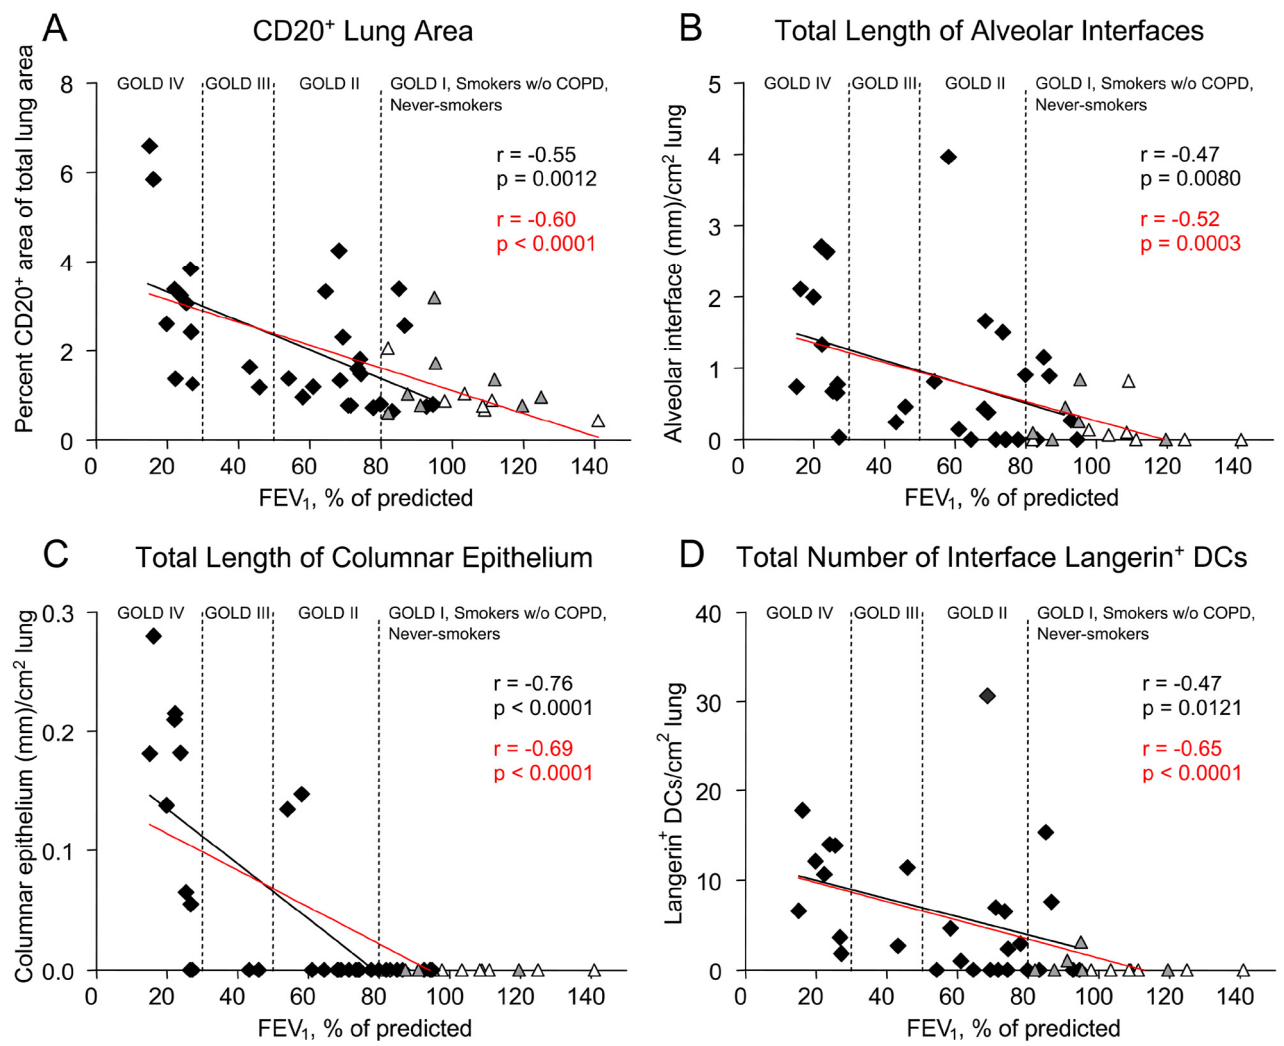 A
CD20⁺ Lung Area
Percent CD20⁺ area of total lung area
8
6
4
2
0
GOLD IV
GOLD III
GOLD II
GOLD I, Smokers w/o COPD,
Never-smokers
r = -0.55
p = 0.0012
r = -0.60
p < 0.0001
0 20 40 60 80 100 120 140
FEV₁, % of predicted
B
Total Length of Alveolar Interfaces
Alveolar interface (mm)/cm² lung
5
4
3
2
1
0
GOLD IV
GOLD III
GOLD II
GOLD I, Smokers w/o COPD,
Never-smokers
r = -0.47
p = 0.0080
r = -0.52
p = 0.0003
0 20 40 60 80 100 120 140
FEV₁, % of predicted
C
Total Length of Columnar Epithelium
Columnar epithelium (mm)/cm² lung
0.3
0.2
0.1
0.0
GOLD IV
GOLD III
GOLD II
GOLD I, Smokers w/o COPD,
Never-smokers
r = -0.76
p < 0.0001
r = -0.69
p < 0.0001
0 20 40 60 80 100 120 140
FEV₁, % of predicted
D
Total Number of Interface Langerin⁺ DCs
Langerin⁺ DCs/cm² lung
40
30
20
10
0
GOLD IV
GOLD III
GOLD II
GOLD I, Smokers w/o COPD,
Never-smokers
r = -0.47
p = 0.0121
r = -0.65
p < 0.0001
0 20 40 60 80 100 120 140
FEV₁, % of predicted